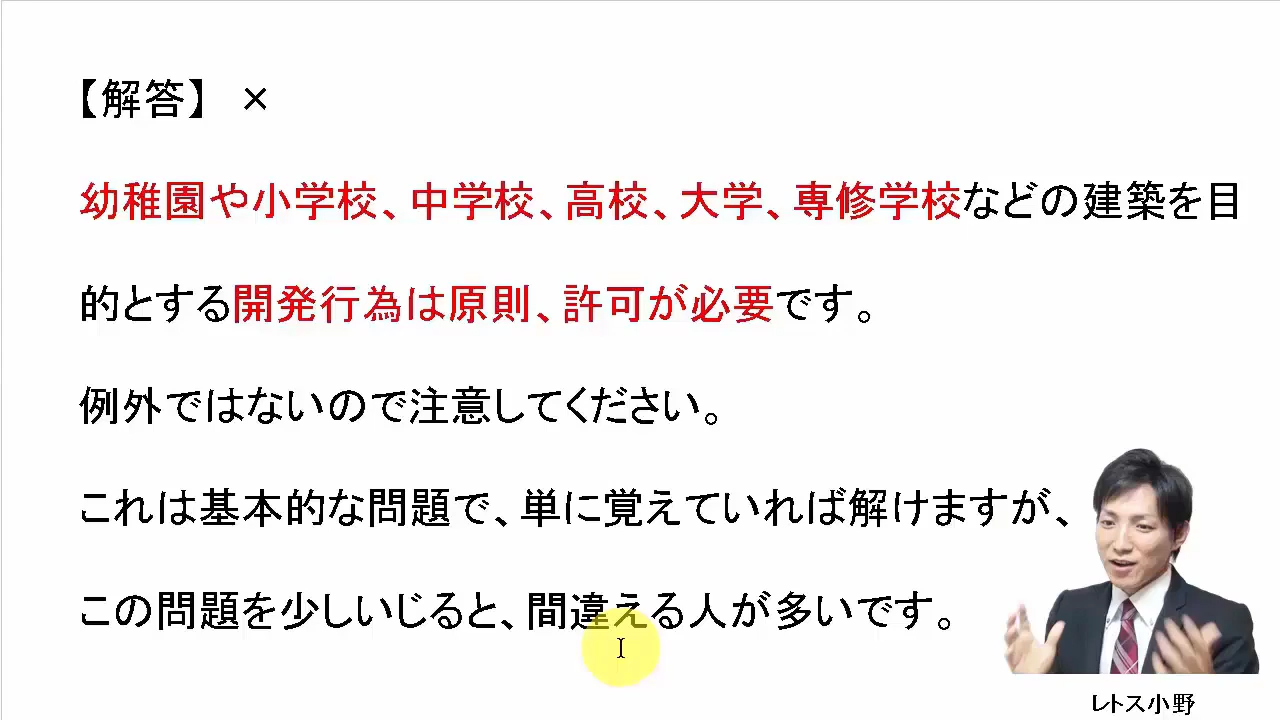 【解答】 ×
幼稚園や小学校、中学校、高校、大学、専修学校などの建築を目
的とする開発行為は原則、許可が必要です。
例外ではないので注意してください。
これは基本的な問題で、単に覚えていれば解けますが、
この問題を少しいじると、間違える人が多いです。
レトス小野